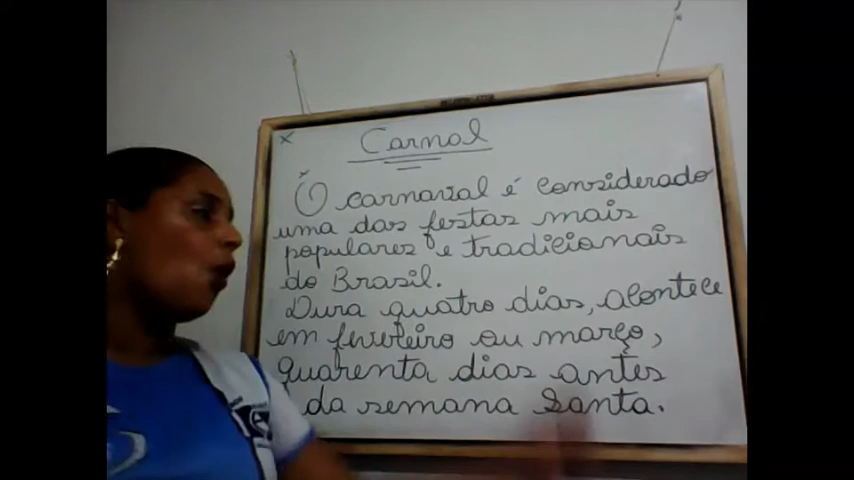 Carnal
O carnaval é considerado
uma das festas mais
populares e tradicionais
do Brasil.
Dura quatro dias, acontece
em fevereiro ou março,
quarenta dias antes
da semana Santa.